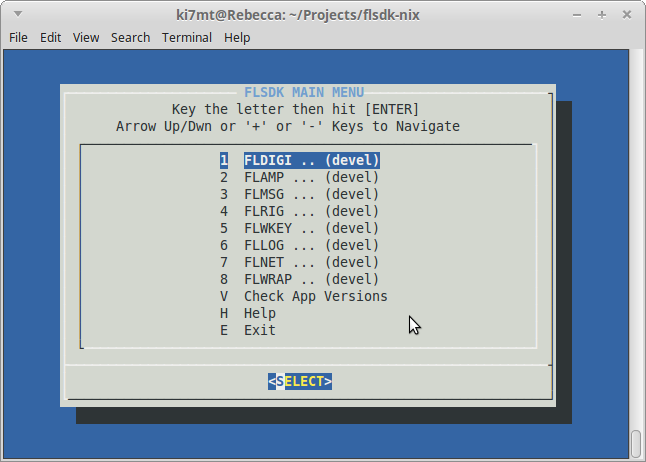 ki7mt@Rebecca: ~/Projects/flsdk-nix
File Edit View Search Terminal Help
FLSDK MAIN MENU
Key the letter then hit [ENTER]
Arrow Up/Dwn or '+' or '-' Keys to Navigate
1 FLDIGI .. (devel)
2 FLAMP ... (devel)
3 FLMSG ... (devel)
4 FLRIG ... (devel)
5 FLWKEY .. (devel)
6 FLLOG ... (devel)
7 FLNET ... (devel)
8 FLWRAP .. (devel)
V Check App Versions
H Help
E Exit
<SELECT>